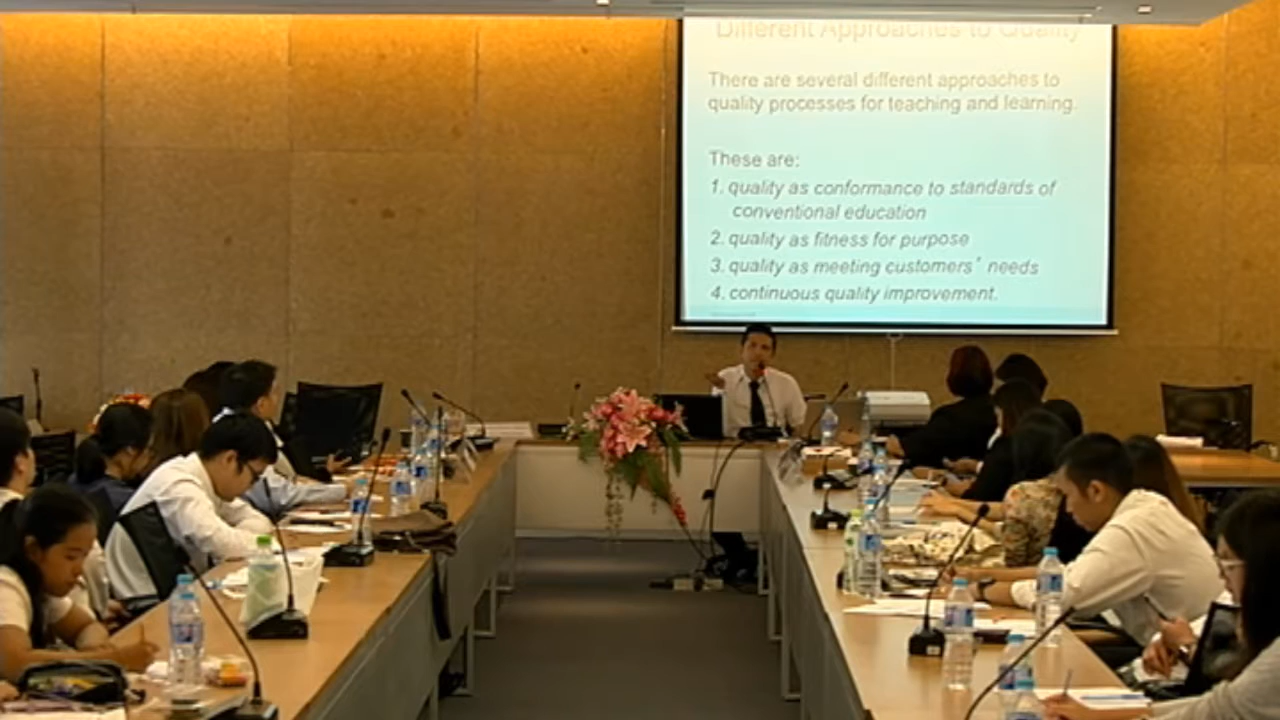 Different Approaches to Quality
There are several different approaches to
quality processes for teaching and learning.
These are:
1. quality as conformance to standards of
conventional education
2. quality as fitness for purpose
3. quality as meeting customers' needs
4. continuous quality improvement.